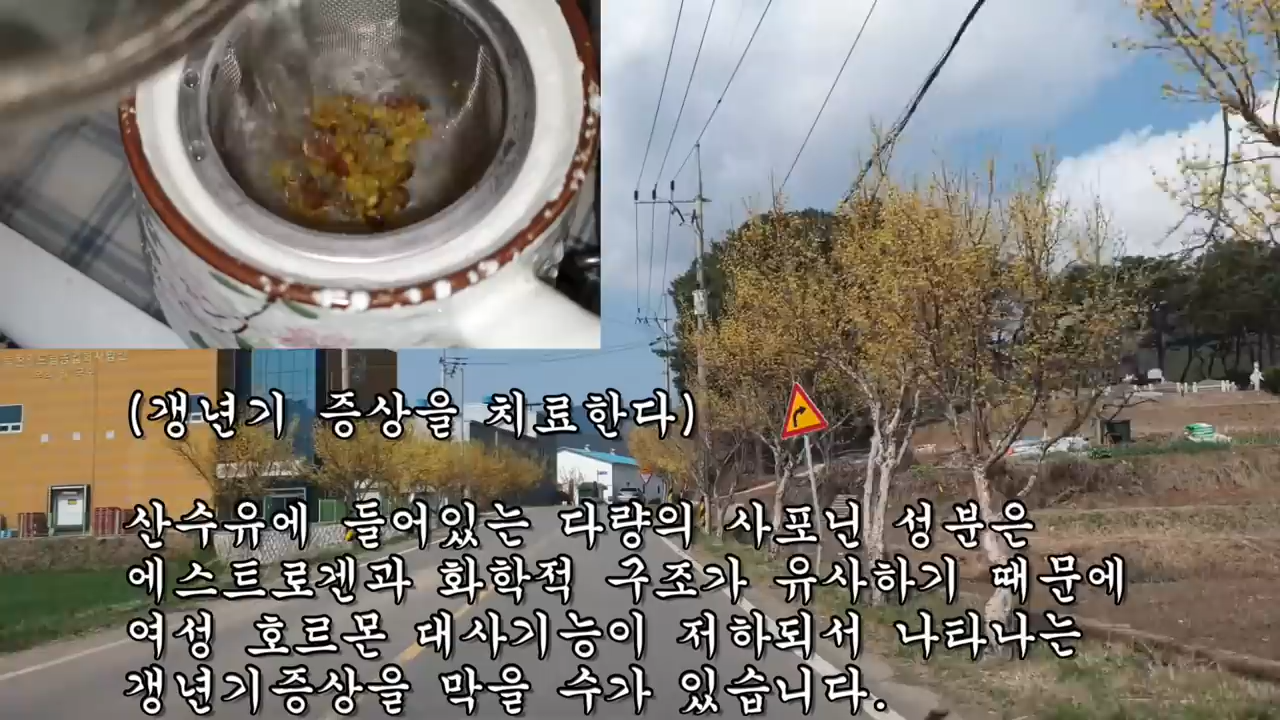 (갱년기 증상을 치료한다)
산수유에 들어있는 다량의 사포닌 성분은
에스트로겐과 화학적 구조가 유사하기 때문에
여성 호르몬 대사기능이 저하되서 나타나는
갱년기증상을 막을 수가 있습니다.